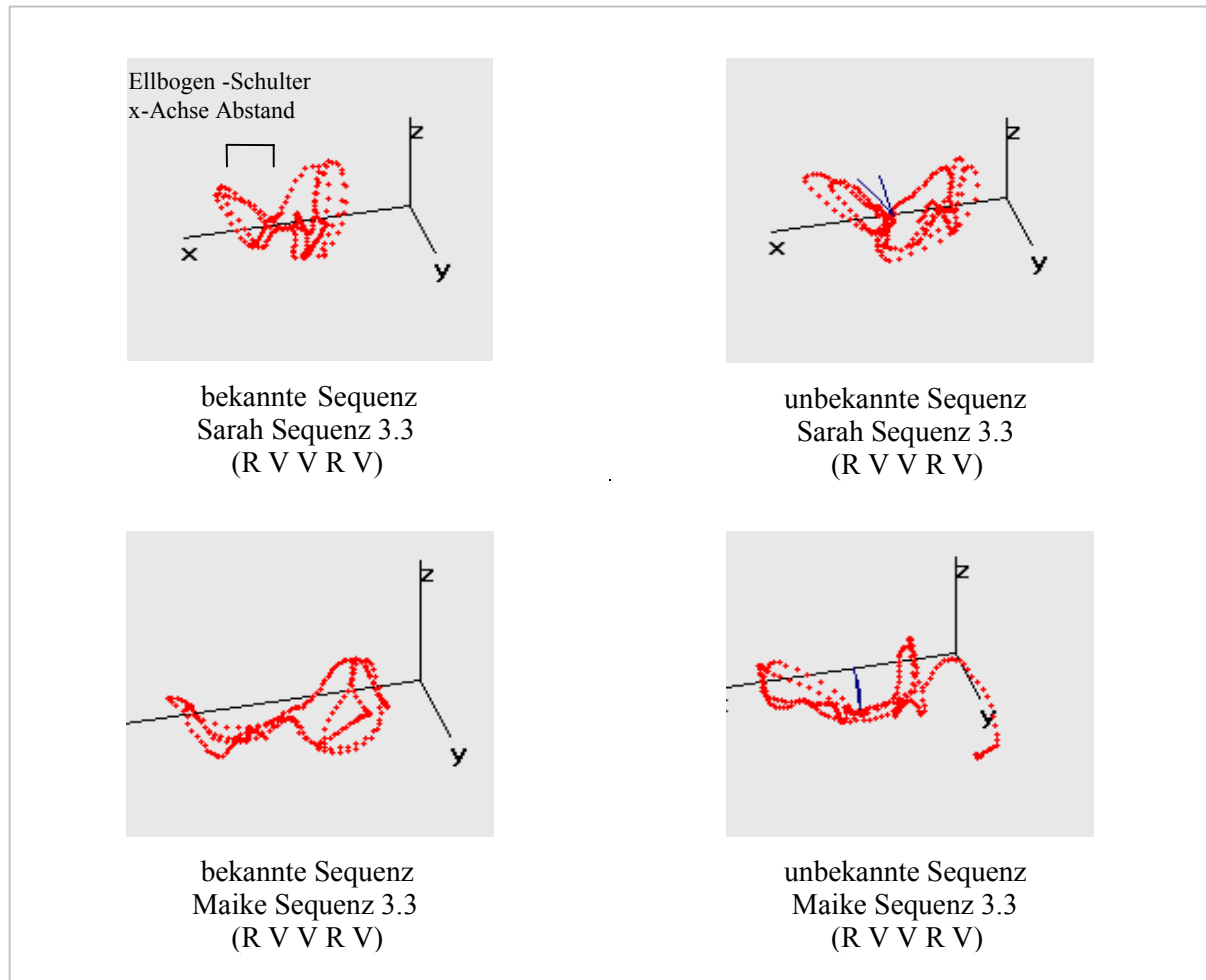 Ellbogen -Schulter
x-Achse Abstand
z
x
y
bekannte Sequenz
Sarah Sequenz 3.3
(R V V R V)
z
x
y
unbekannte Sequenz
Sarah Sequenz 3.3
(R V V R V)
z
y
bekannte Sequenz
Maike Sequenz 3.3
(R V V R V)
z
y
unbekannte Sequenz
Maike Sequenz 3.3
(R V V R V)